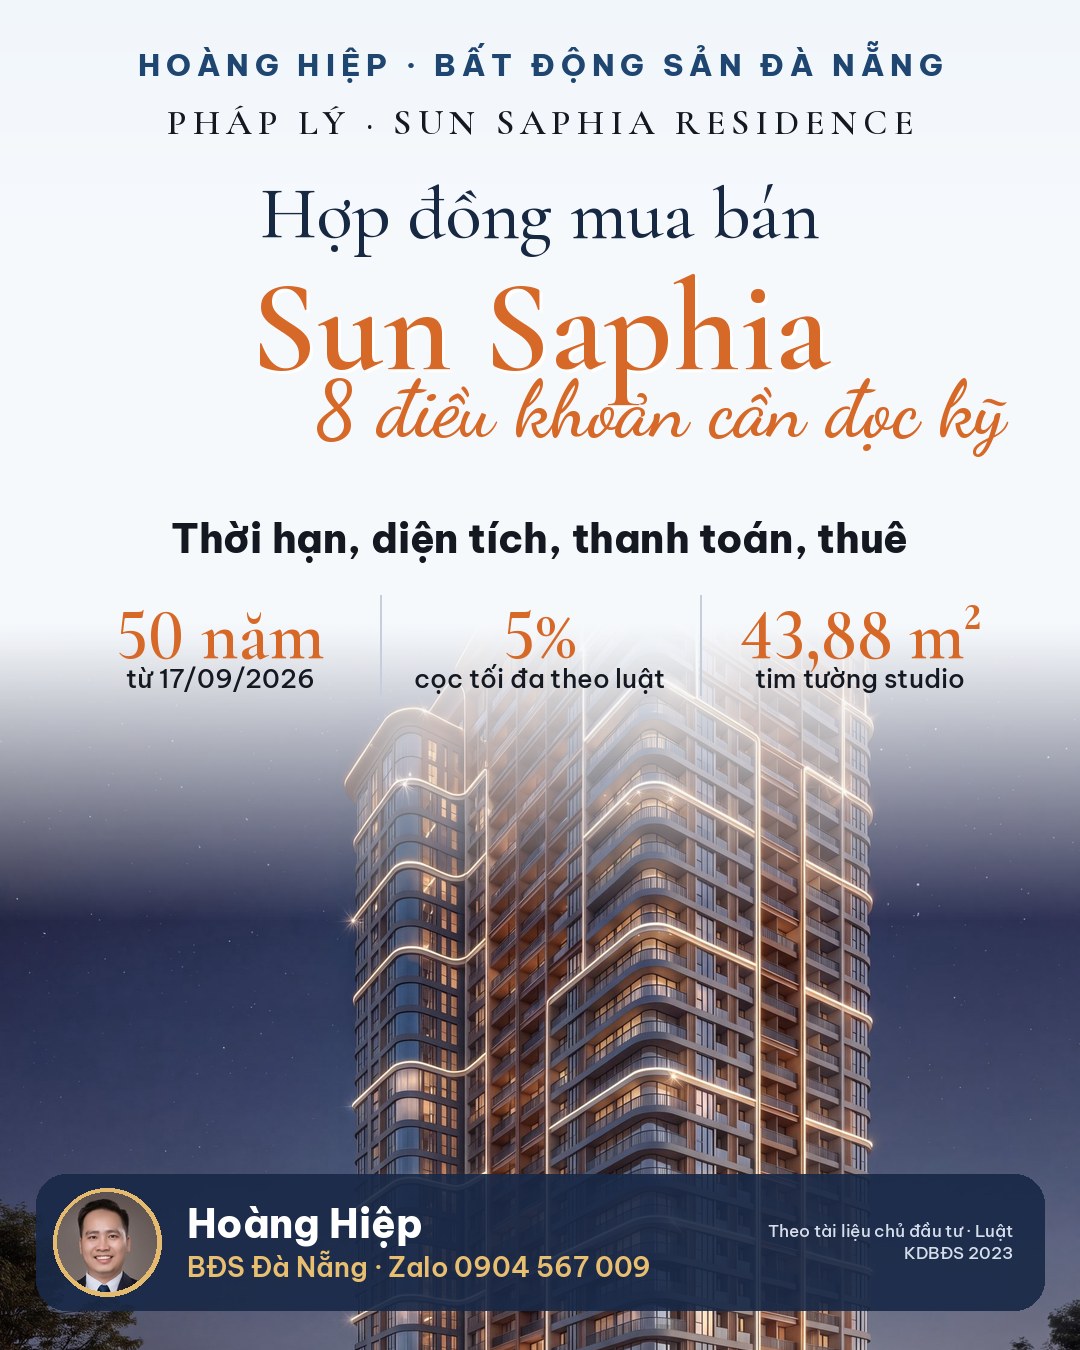 HOÀNG HIỆP · BẤT ĐỘNG SẢN ĐÀ NẴNG
PHÁP LÝ · SUN SAPHIA RESIDENCE
Hợp đồng mua bán
Sun Saphia
8 điều khoản cần đọc kỹ
Thời hạn, diện tích, thanh toán, thuê
50 năm
từ 17/09/2026
5%
cọc tối đa theo luật
43,88 m²
tim tường studio
Hoàng Hiệp
BĐS Đà Nẵng · Zalo 0904 567 009
Theo tài liệu chủ đầu tư · Luật
KDBĐS 2023